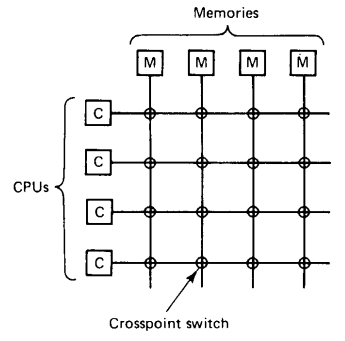 Memories
M M M M
C
C
CPUs
C
C
Crosspoint switch